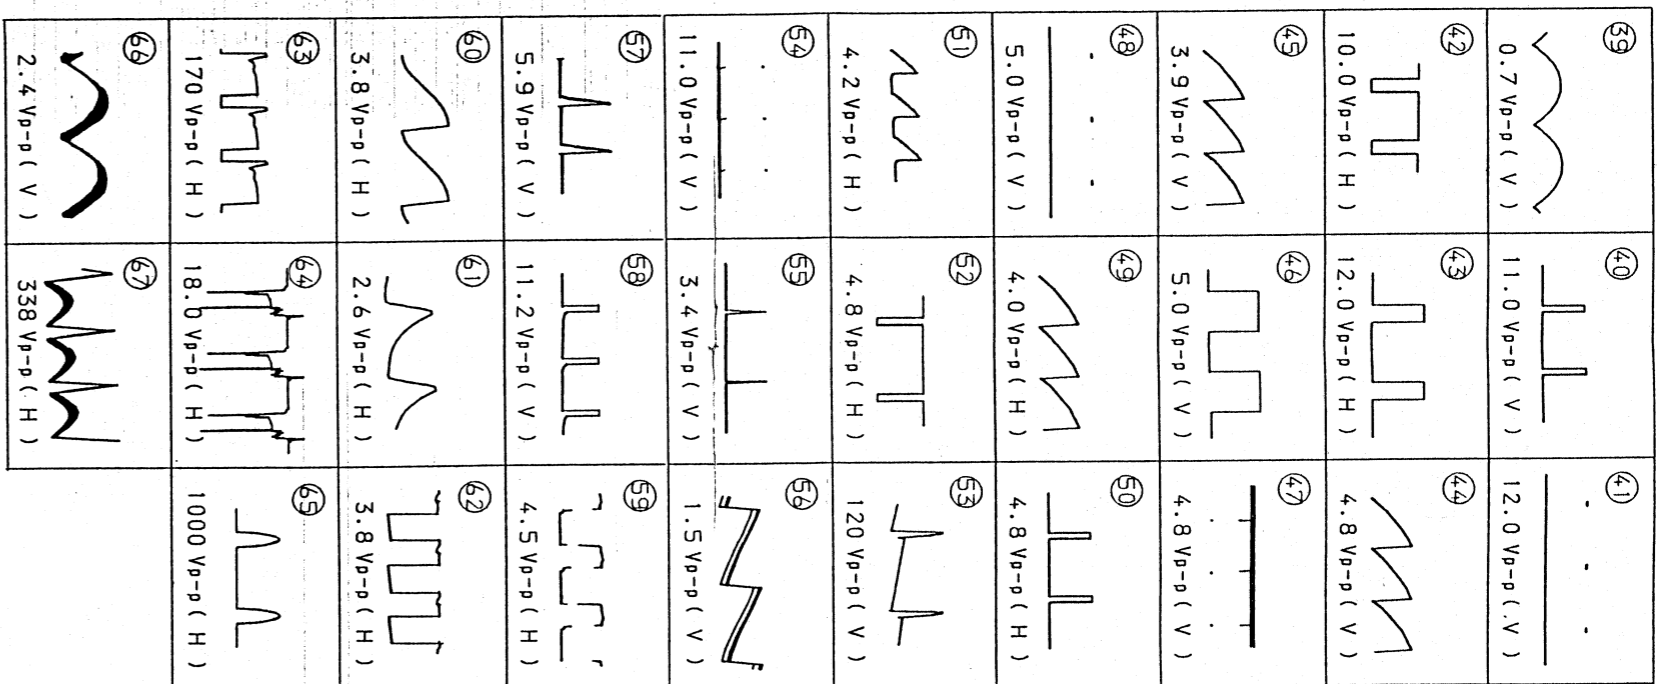 39
0.7 Vp-p ( V )
40
11.0 Vp-p ( V )
41
12.0 Vp-p (.V )
42
10.0 Vp-p ( H )
43
12.0 Vp-p ( H )
44
4.8 Vp-p ( V )
45
3.9 Vp-p ( V )
46
5.0 Vp-p ( V )
47
4.8 Vp-p ( V )
48
5.0 Vp-p ( V )
49
4.0 Vp-p ( H )
50
4.8 Vp-p ( H )
51
4.2 Vp-p ( H )
52
4.8 Vp-p ( H )
53
120 Vp-p ( V )
54
11.0 Vp-p ( V )
55
3.4 Vp-p ( V )
56
1.5 Vp-p ( V )
57
5.9 Vp-p ( V )
58
11.2 Vp-p ( V )
59
4.5 Vp-p ( H )
60
3.8 Vp-p ( H )
61
2.6 Vp-p ( H )
62
3.8 Vp-p ( H )
63
170 Vp-p ( H )
64
18.0 Vp-p ( H )
65
1000 Vp-p ( H )
66
2.4 Vp-p ( V )
67
338 Vp-p ( H )